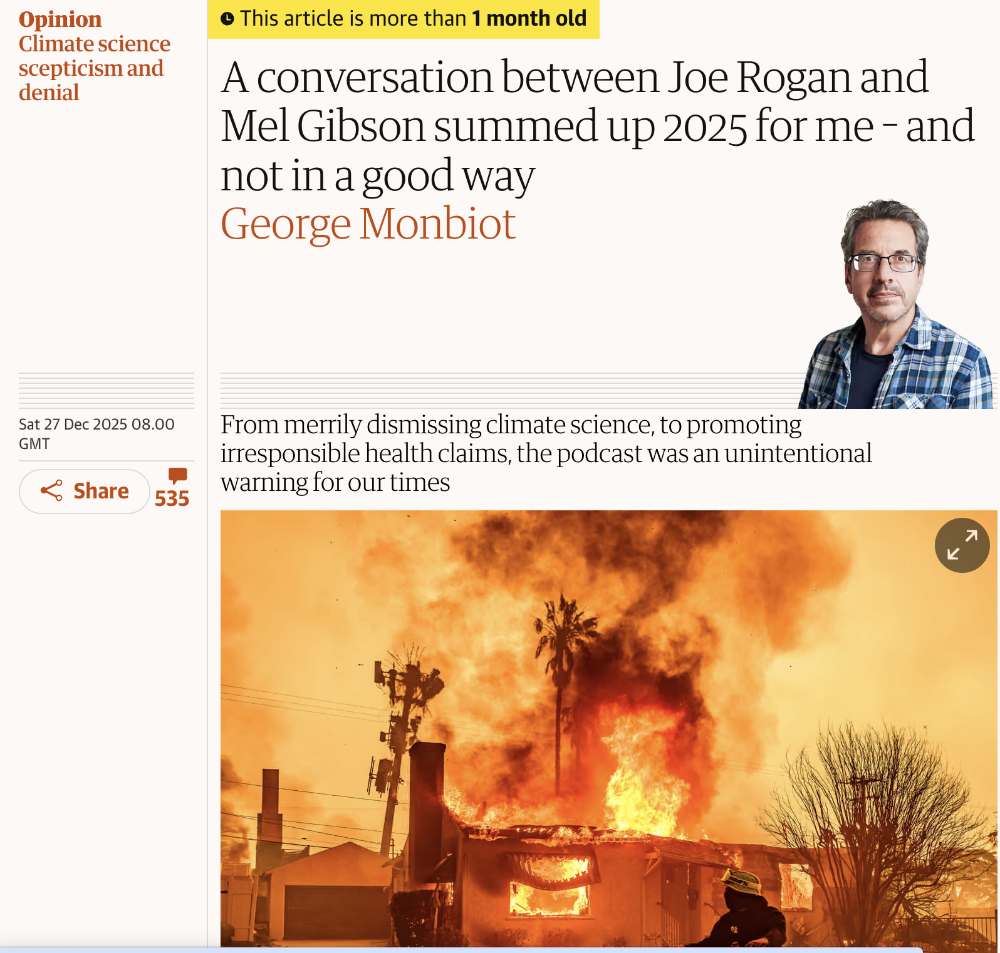 Opinion
Climate science
scepticism and
denial
This article is more than 1 month old
A conversation between Joe Rogan and
Mel Gibson summed up 2025 for me – and
not in a good way
George Monbiot
Sat 27 Dec 2025 08.00
GMT
Share
535
From merrily dismissing climate science, to promoting
irresponsible health claims, the podcast was an unintentional
warning for our times
100%